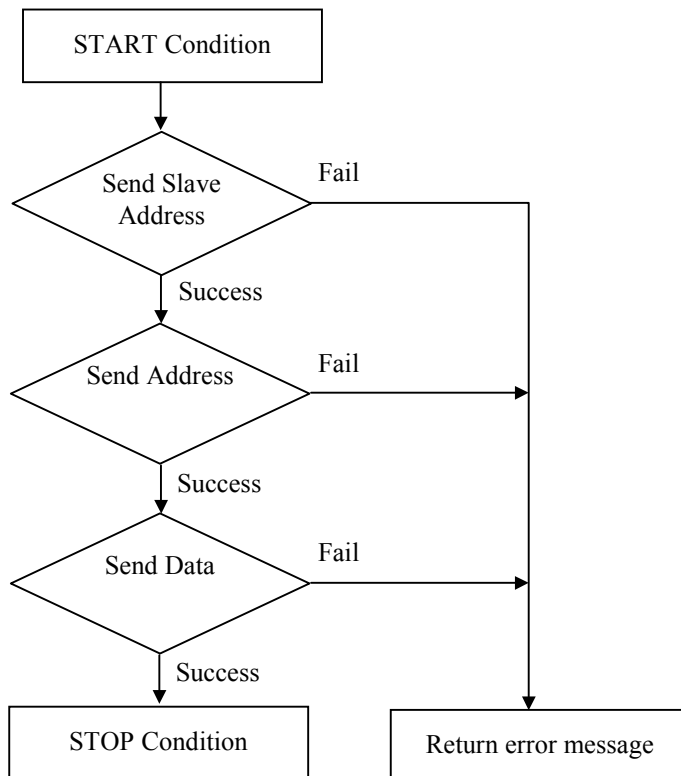 START Condition
Send Slave
Address
Fail
Success
Send Address
Fail
Success
Send Data
Fail
Success
STOP Condition
Return error message